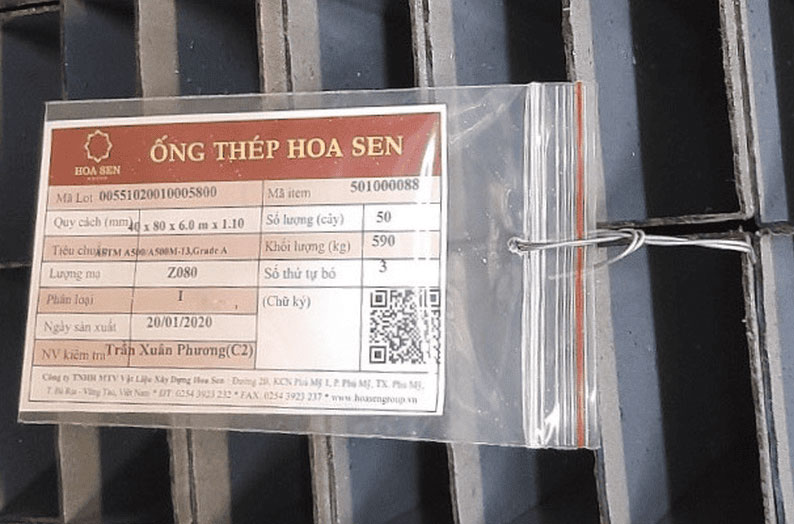 HOA SEN
ỐNG THÉP HOA SEN
Mã Lot 00551020010005800 Mã item 501000088
Quy cách (mm) 40 x 80 x 6.0 m x 1.10 Số lượng (cây) 50
Tiêu chuẩn ASTM A500/A500M-13,Grade A Khối lượng (kg) 590
Lượng mạ Z080 Số thứ tự bó 3
Phân loại I (Chữ ký)
Ngày sản xuất 20/01/2020
NV kiểm tra Trần Xuân Phương(C2)
Công ty TNHH MTV Vật Liệu Xây Dựng Hoa Sen : Đường 2B, KCN Phú Mỹ 1, P. Phú Mỹ, TX. Phú Mỹ,
T. Bà Rịa - Vũng Tàu, Việt Nam * ĐT: 0254 3923 232 * FAX: 0254 3923 237 * www.hoasengroup.vn